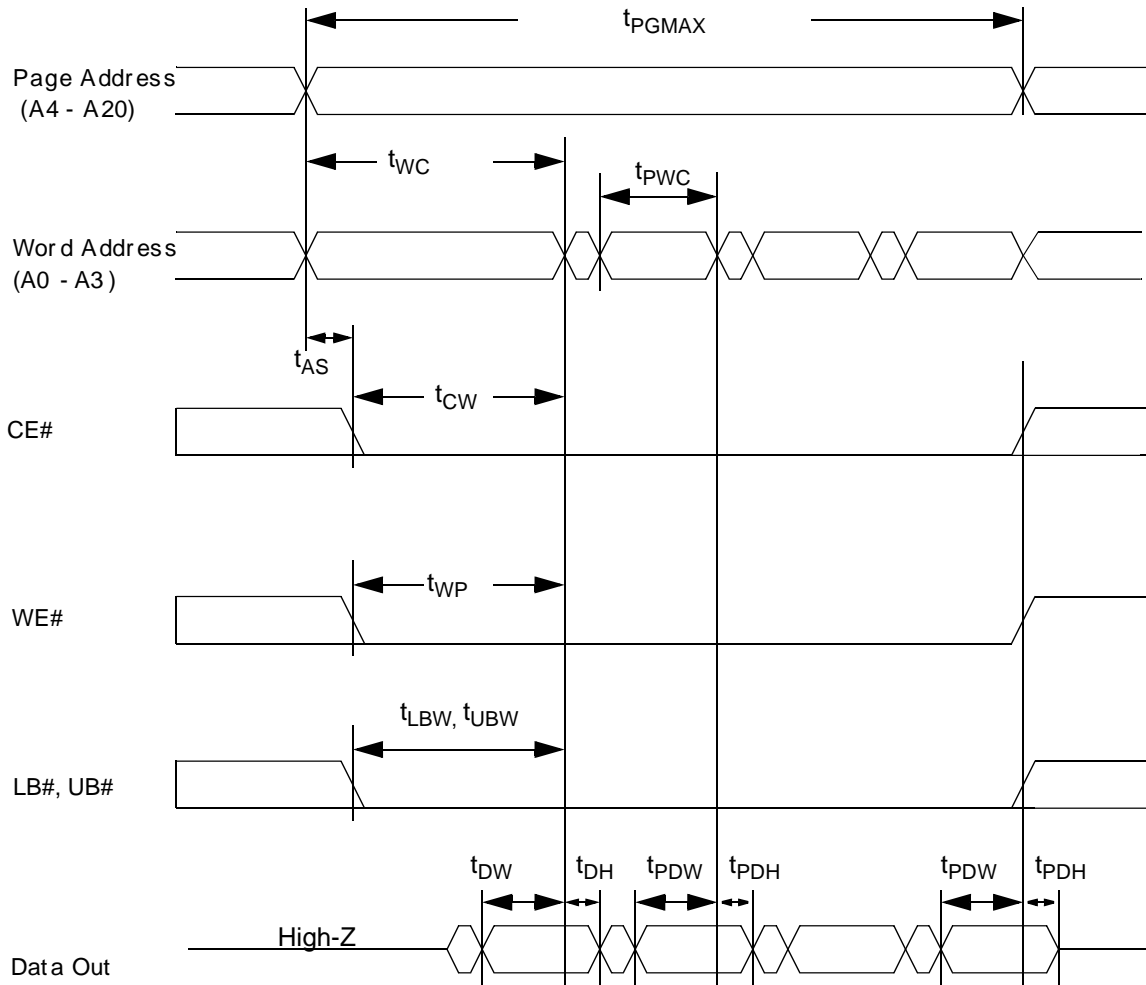 tPGMAX
Page Address
(A4 - A20)
tWC
tPWC
Word Address
(A0 - A3)
tAS
tCW
CE#
tWP
WE#
tLBW, tUBW
LB#, UB#
tDW tDH tPDW tPDH tPDW tPDH
High-Z
Data Out